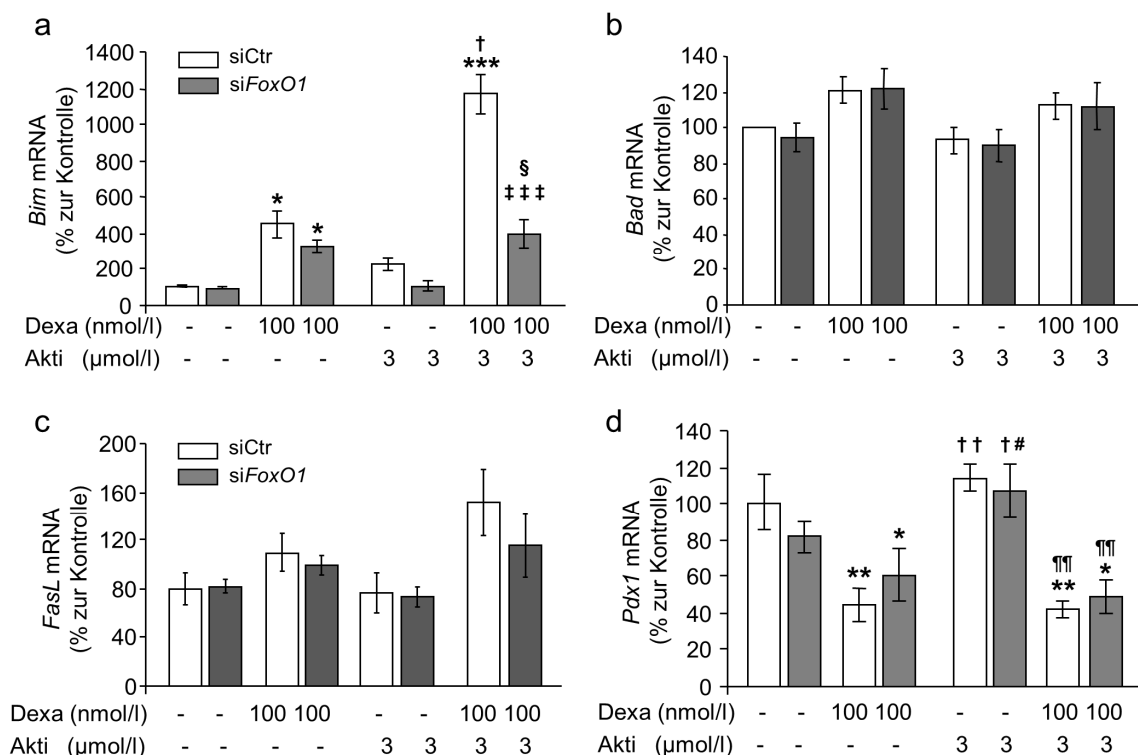 a
Bim mRNA
(% zur Kontrolle)
1400
1200
1000
800
600
400
200
0
siCtr
siFoxO1
*
*
†
***
§
‡‡‡
Dexa (nmol/l) - - 100 100 - - 100 100
Akti (µmol/l) - - - - 3 3 3 3
b
Bad mRNA
(% zur Kontrolle)
140
120
100
80
60
40
20
0
Dexa (nmol/l) - - 100 100 - - 100 100
Akti (µmol/l) - - - - 3 3 3 3
c
FasL mRNA
(% zur Kontrolle)
200
160
120
80
40
0
siCtr
siFoxO1
Dexa (nmol/l) - - 100 100 - - 100 100
Akti (µmol/l) - - - - 3 3 3 3
d
Pdx1 mRNA
(% zur Kontrolle)
140
120
100
80
60
40
20
0
**
*
††
†#
¶¶
**
¶¶
*
Dexa (nmol/l) - - 100 100 - - 100 100
Akti (µmol/l) - - - - 3 3 3 3